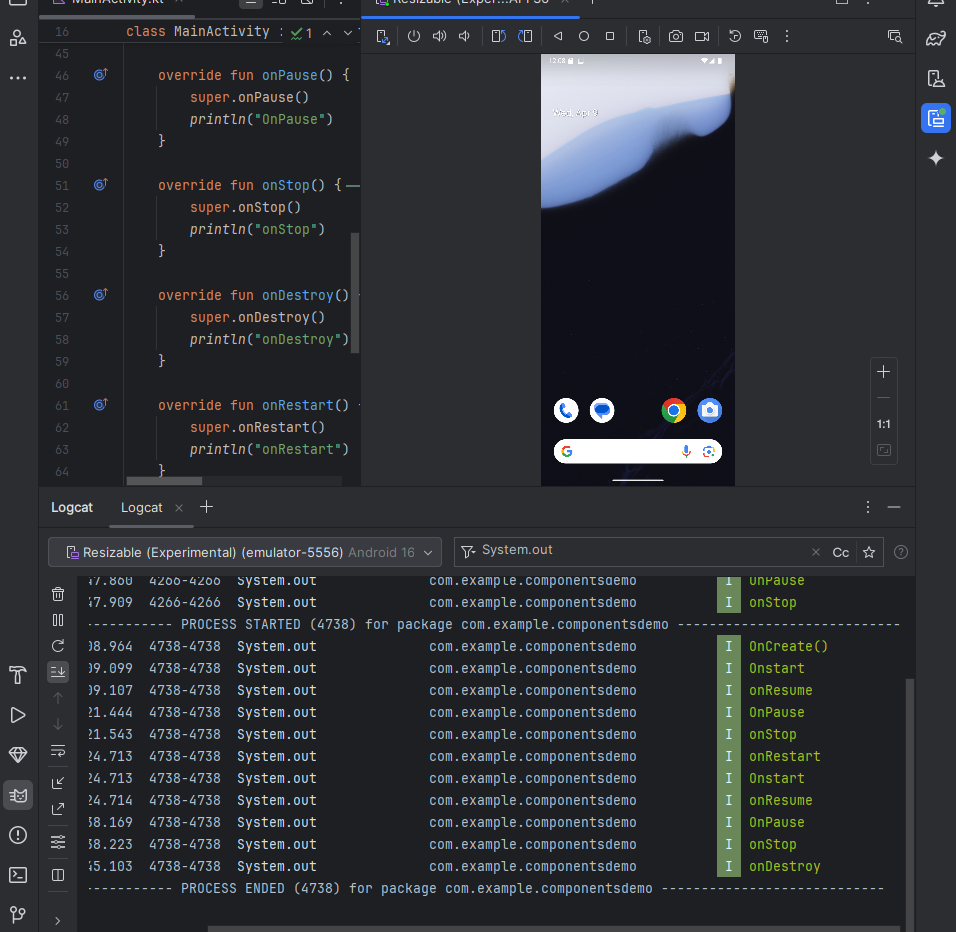 MainActivity.kt
Resizable (Exper...API 36
16 class MainActivity : 1
45
46 override fun onPause() {
47 super.onPause()
48 println("OnPause")
49 }
50
51 override fun onStop() {
52 super.onStop()
53 println("onStop")
54 }
55
56 override fun onDestroy()
57 super.onDestroy()
58 println("onDestroy")
59 }
60
61 override fun onRestart()
62 super.onRestart()
63 println("onRestart")
64 }
12:08
Wed, Apr 9
G
1:1
Logcat Logcat
Resizable (Experimental) (emulator-5556) Android 16 System.out Cc
47.860 4266-4266 System.out com.example.componentsdemo I OnPause
47.909 4266-4266 System.out com.example.componentsdemo I onStop
----------- PROCESS STARTED (4738) for package com.example.componentsdemo ----------------------------
08.964 4738-4738 System.out com.example.componentsdemo I OnCreate()
09.099 4738-4738 System.out com.example.componentsdemo I Onstart
09.107 4738-4738 System.out com.example.componentsdemo I onResume
21.444 4738-4738 System.out com.example.componentsdemo I OnPause
21.543 4738-4738 System.out com.example.componentsdemo I onStop
24.713 4738-4738 System.out com.example.componentsdemo I onRestart
24.713 4738-4738 System.out com.example.componentsdemo I Onstart
24.714 4738-4738 System.out com.example.componentsdemo I onResume
38.169 4738-4738 System.out com.example.componentsdemo I OnPause
38.223 4738-4738 System.out com.example.componentsdemo I onStop
45.103 4738-4738 System.out com.example.componentsdemo I onDestroy
----------- PROCESS ENDED (4738) for package com.example.componentsdemo ----------------------------